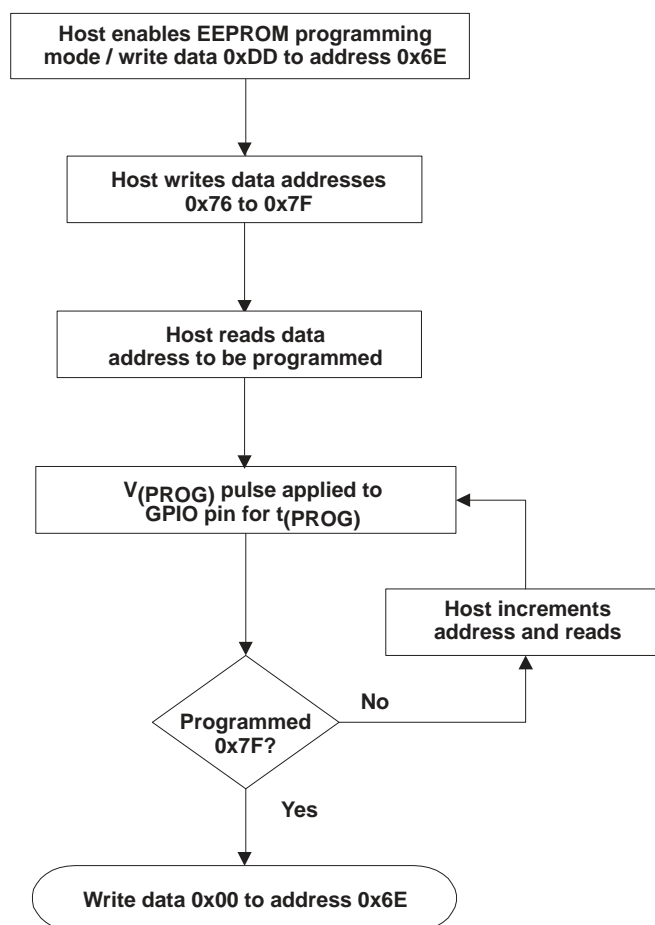 Host enables EEPROM programming
mode / write data 0xDD to address 0x6E
Host writes data addresses
0x76 to 0x7F
Host reads data
address to be programmed
V(PROG) pulse applied to
GPIO pin for t(PROG)
Host increments
address and reads
No
Programmed
0x7F?
Yes
Write data 0x00 to address 0x6E